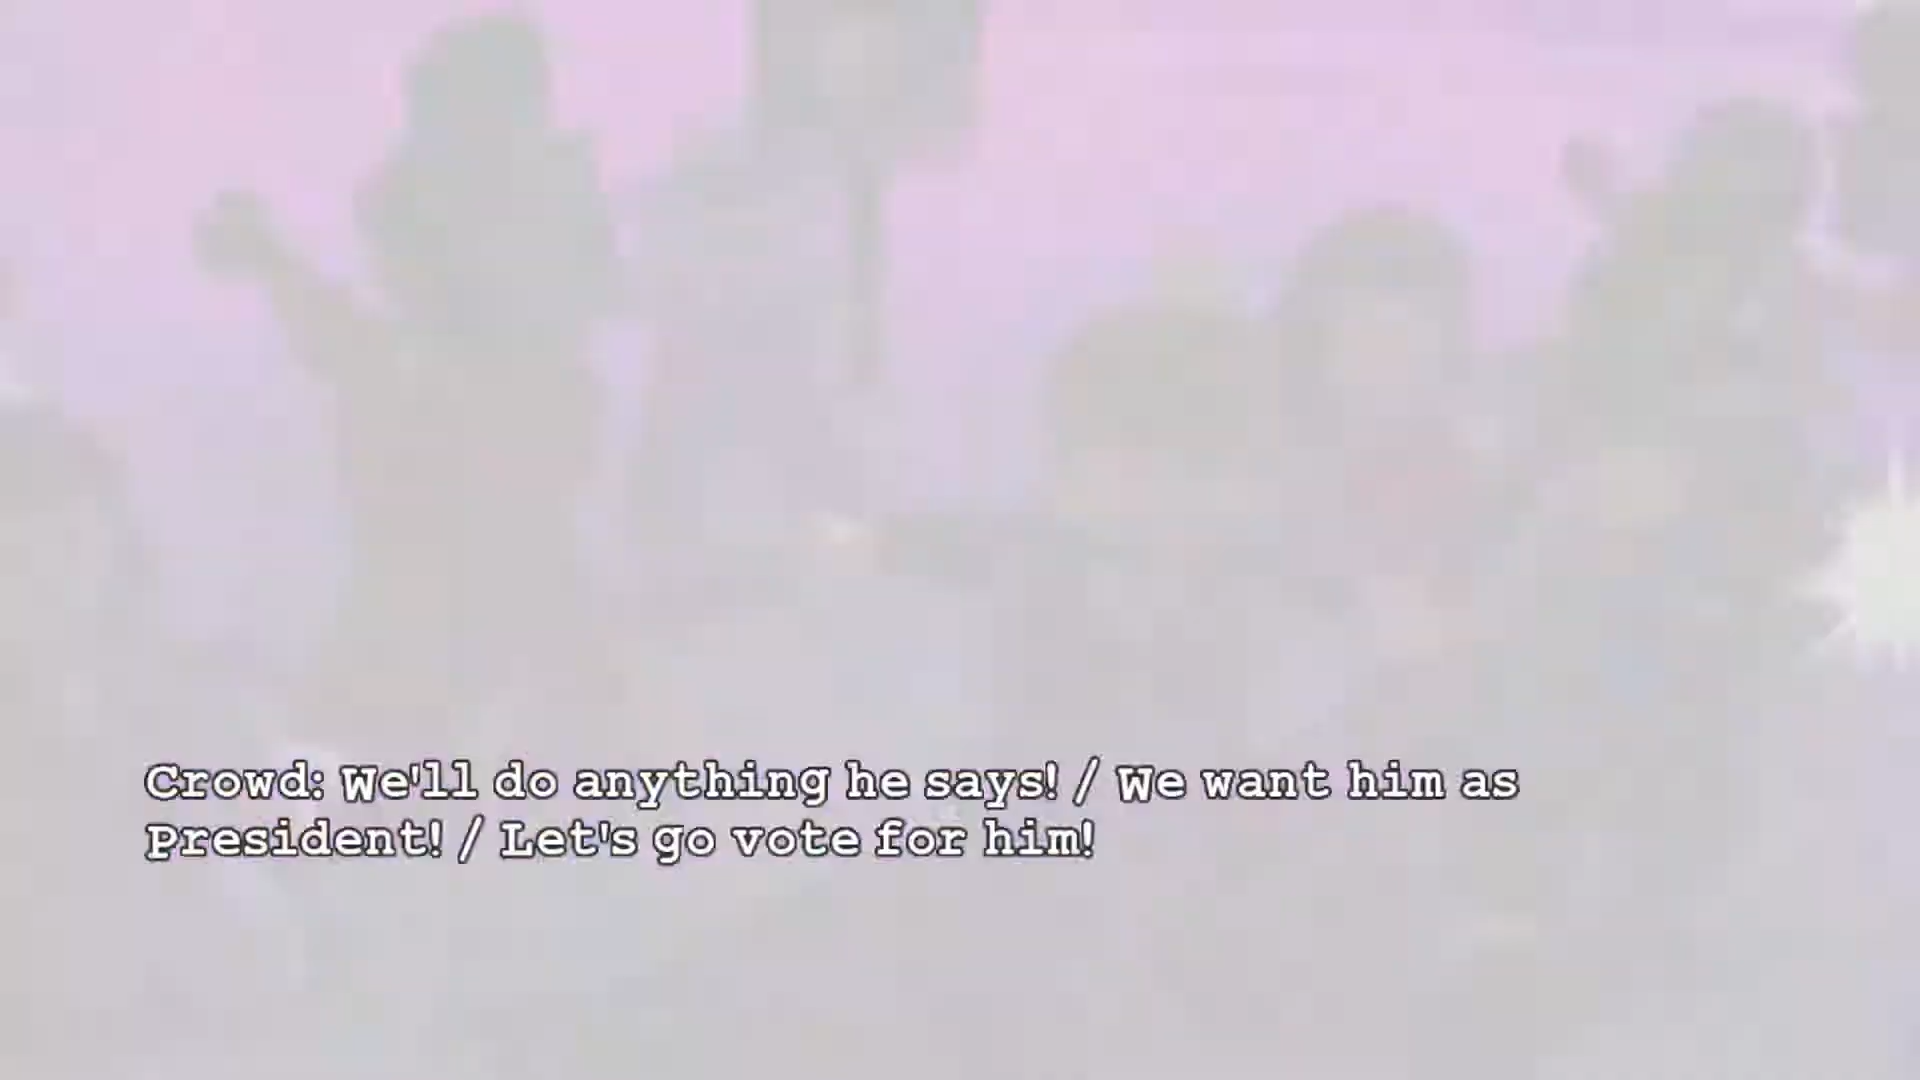 Crowd: We'll do anything he says! / We want him as
President! / Let's go vote for him!